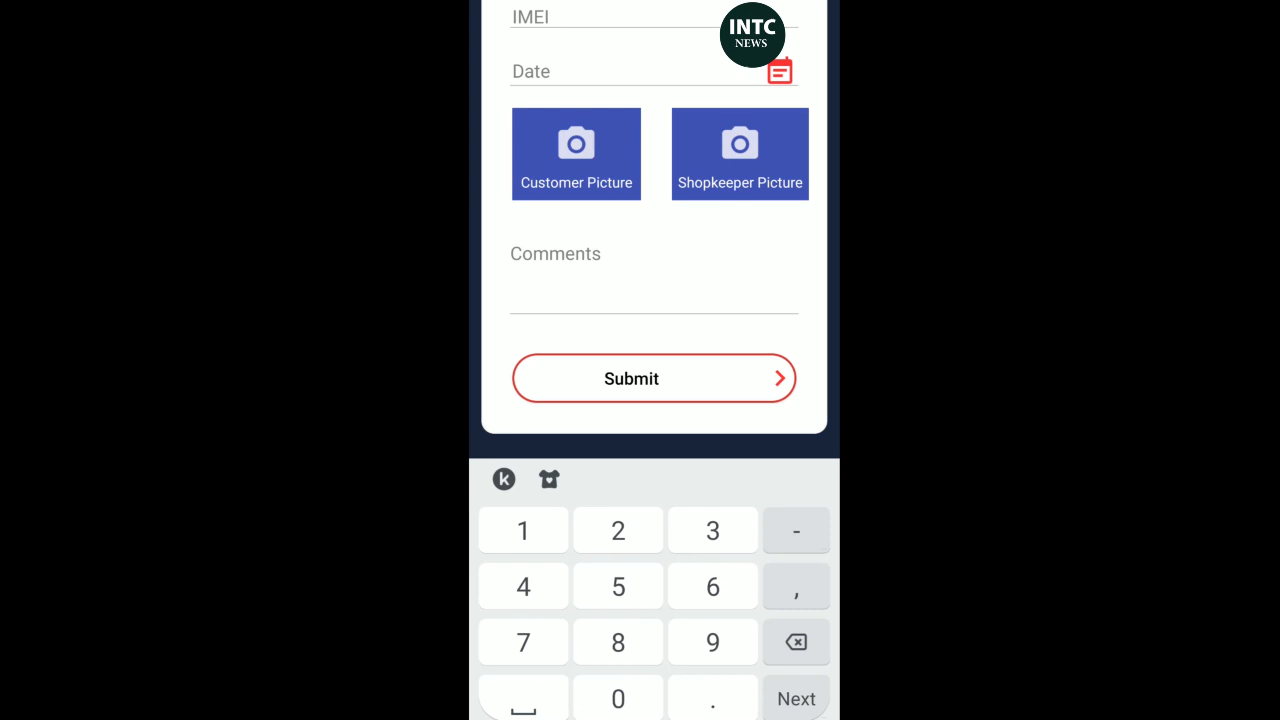 IMEI
INTC
NEWS
Date
Customer Picture
Shopkeeper Picture
Comments
Submit
k
1 2 3 -
4 5 6 ,
7 8 9
0 . Next